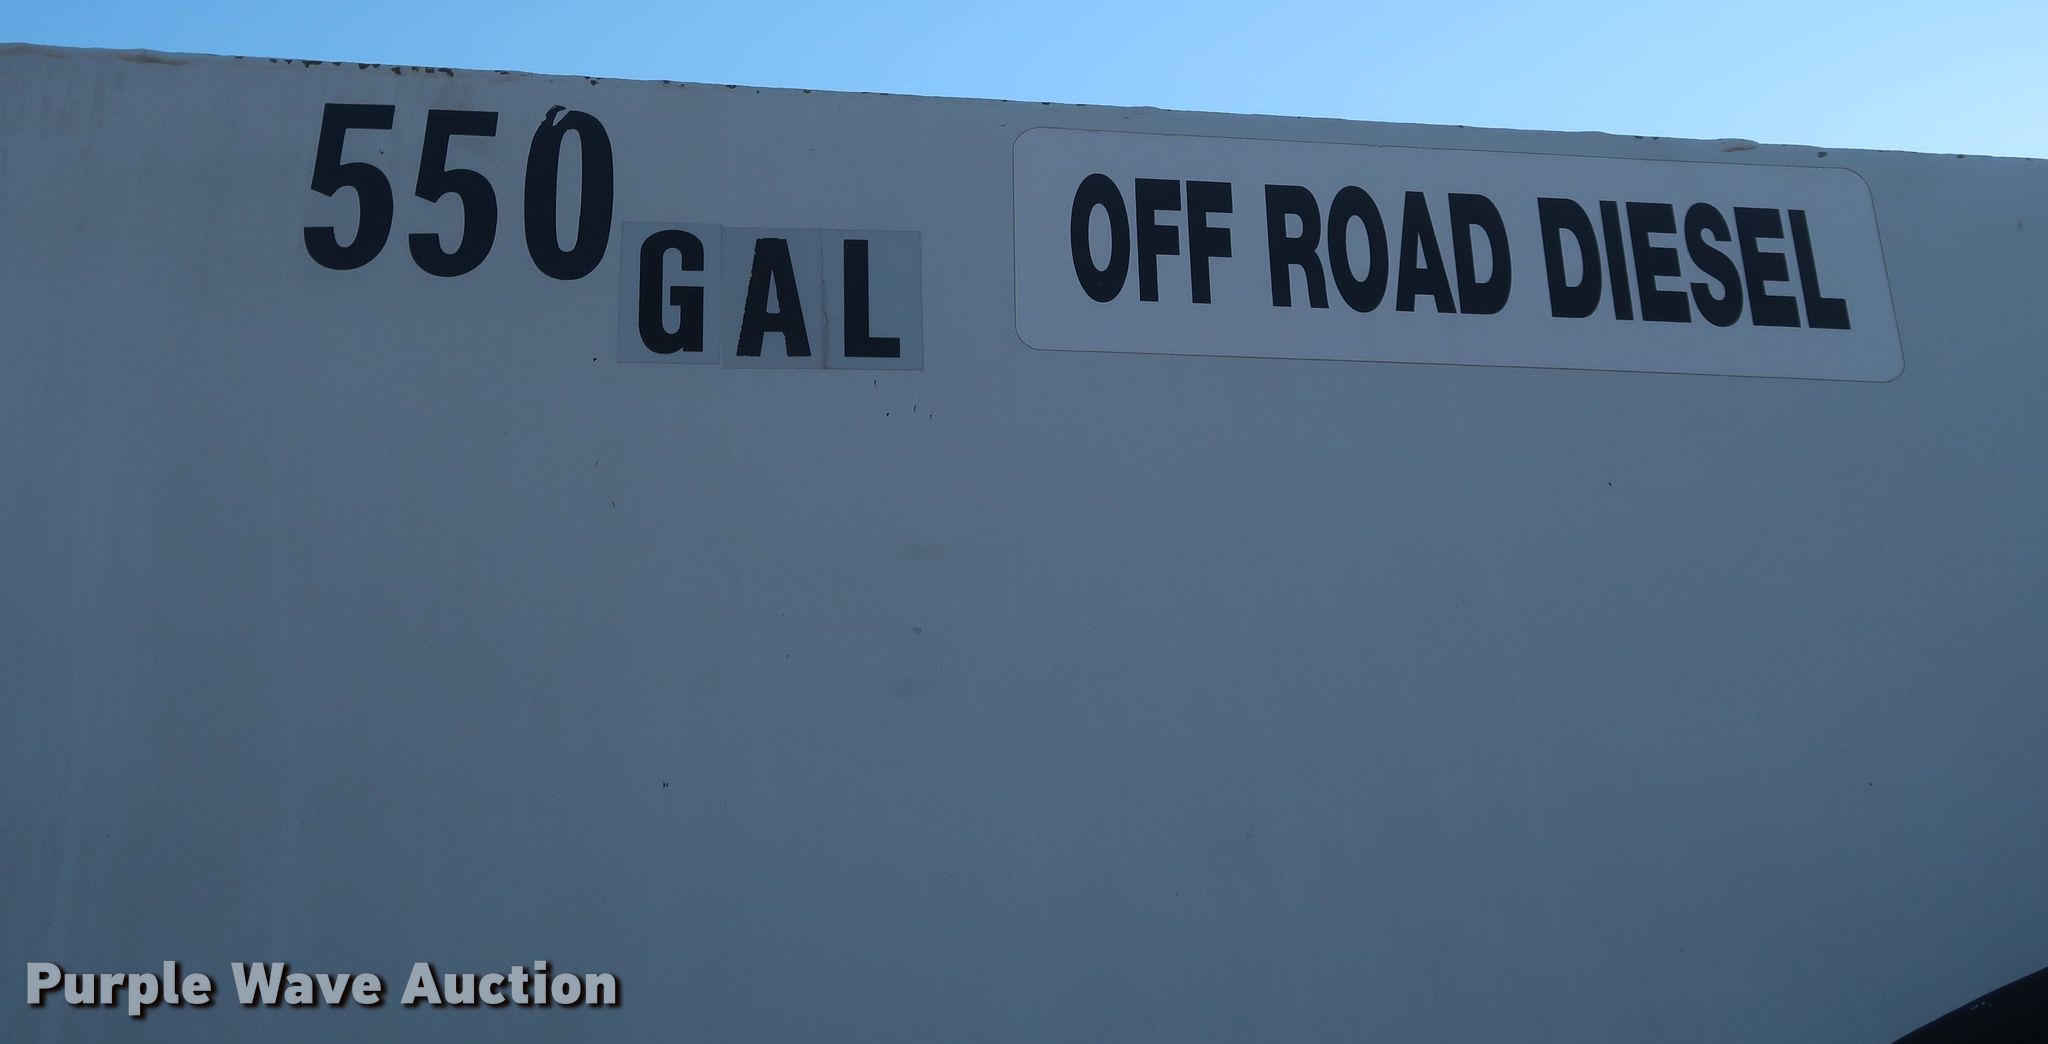 550 GAL
OFF ROAD DIESEL
Purple Wave Auction